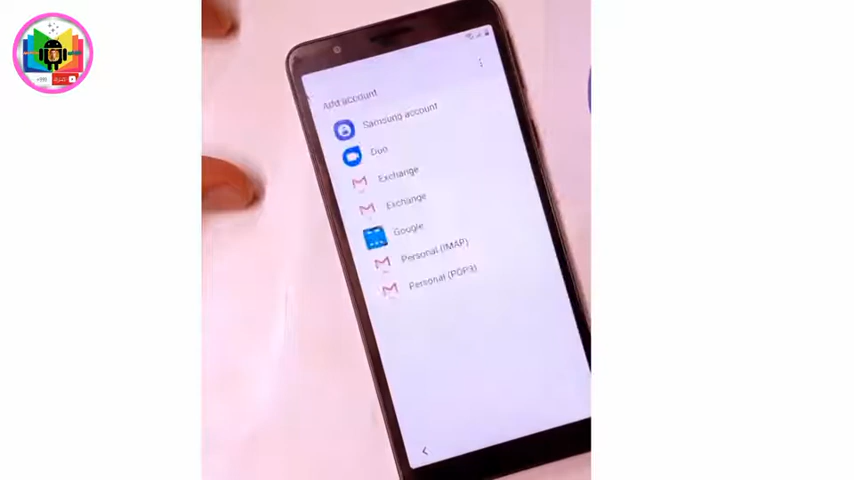 Add account
Samsung account
Duo
Exchange
Exchange
Google
Personal (IMAP)
Personal (POP3)